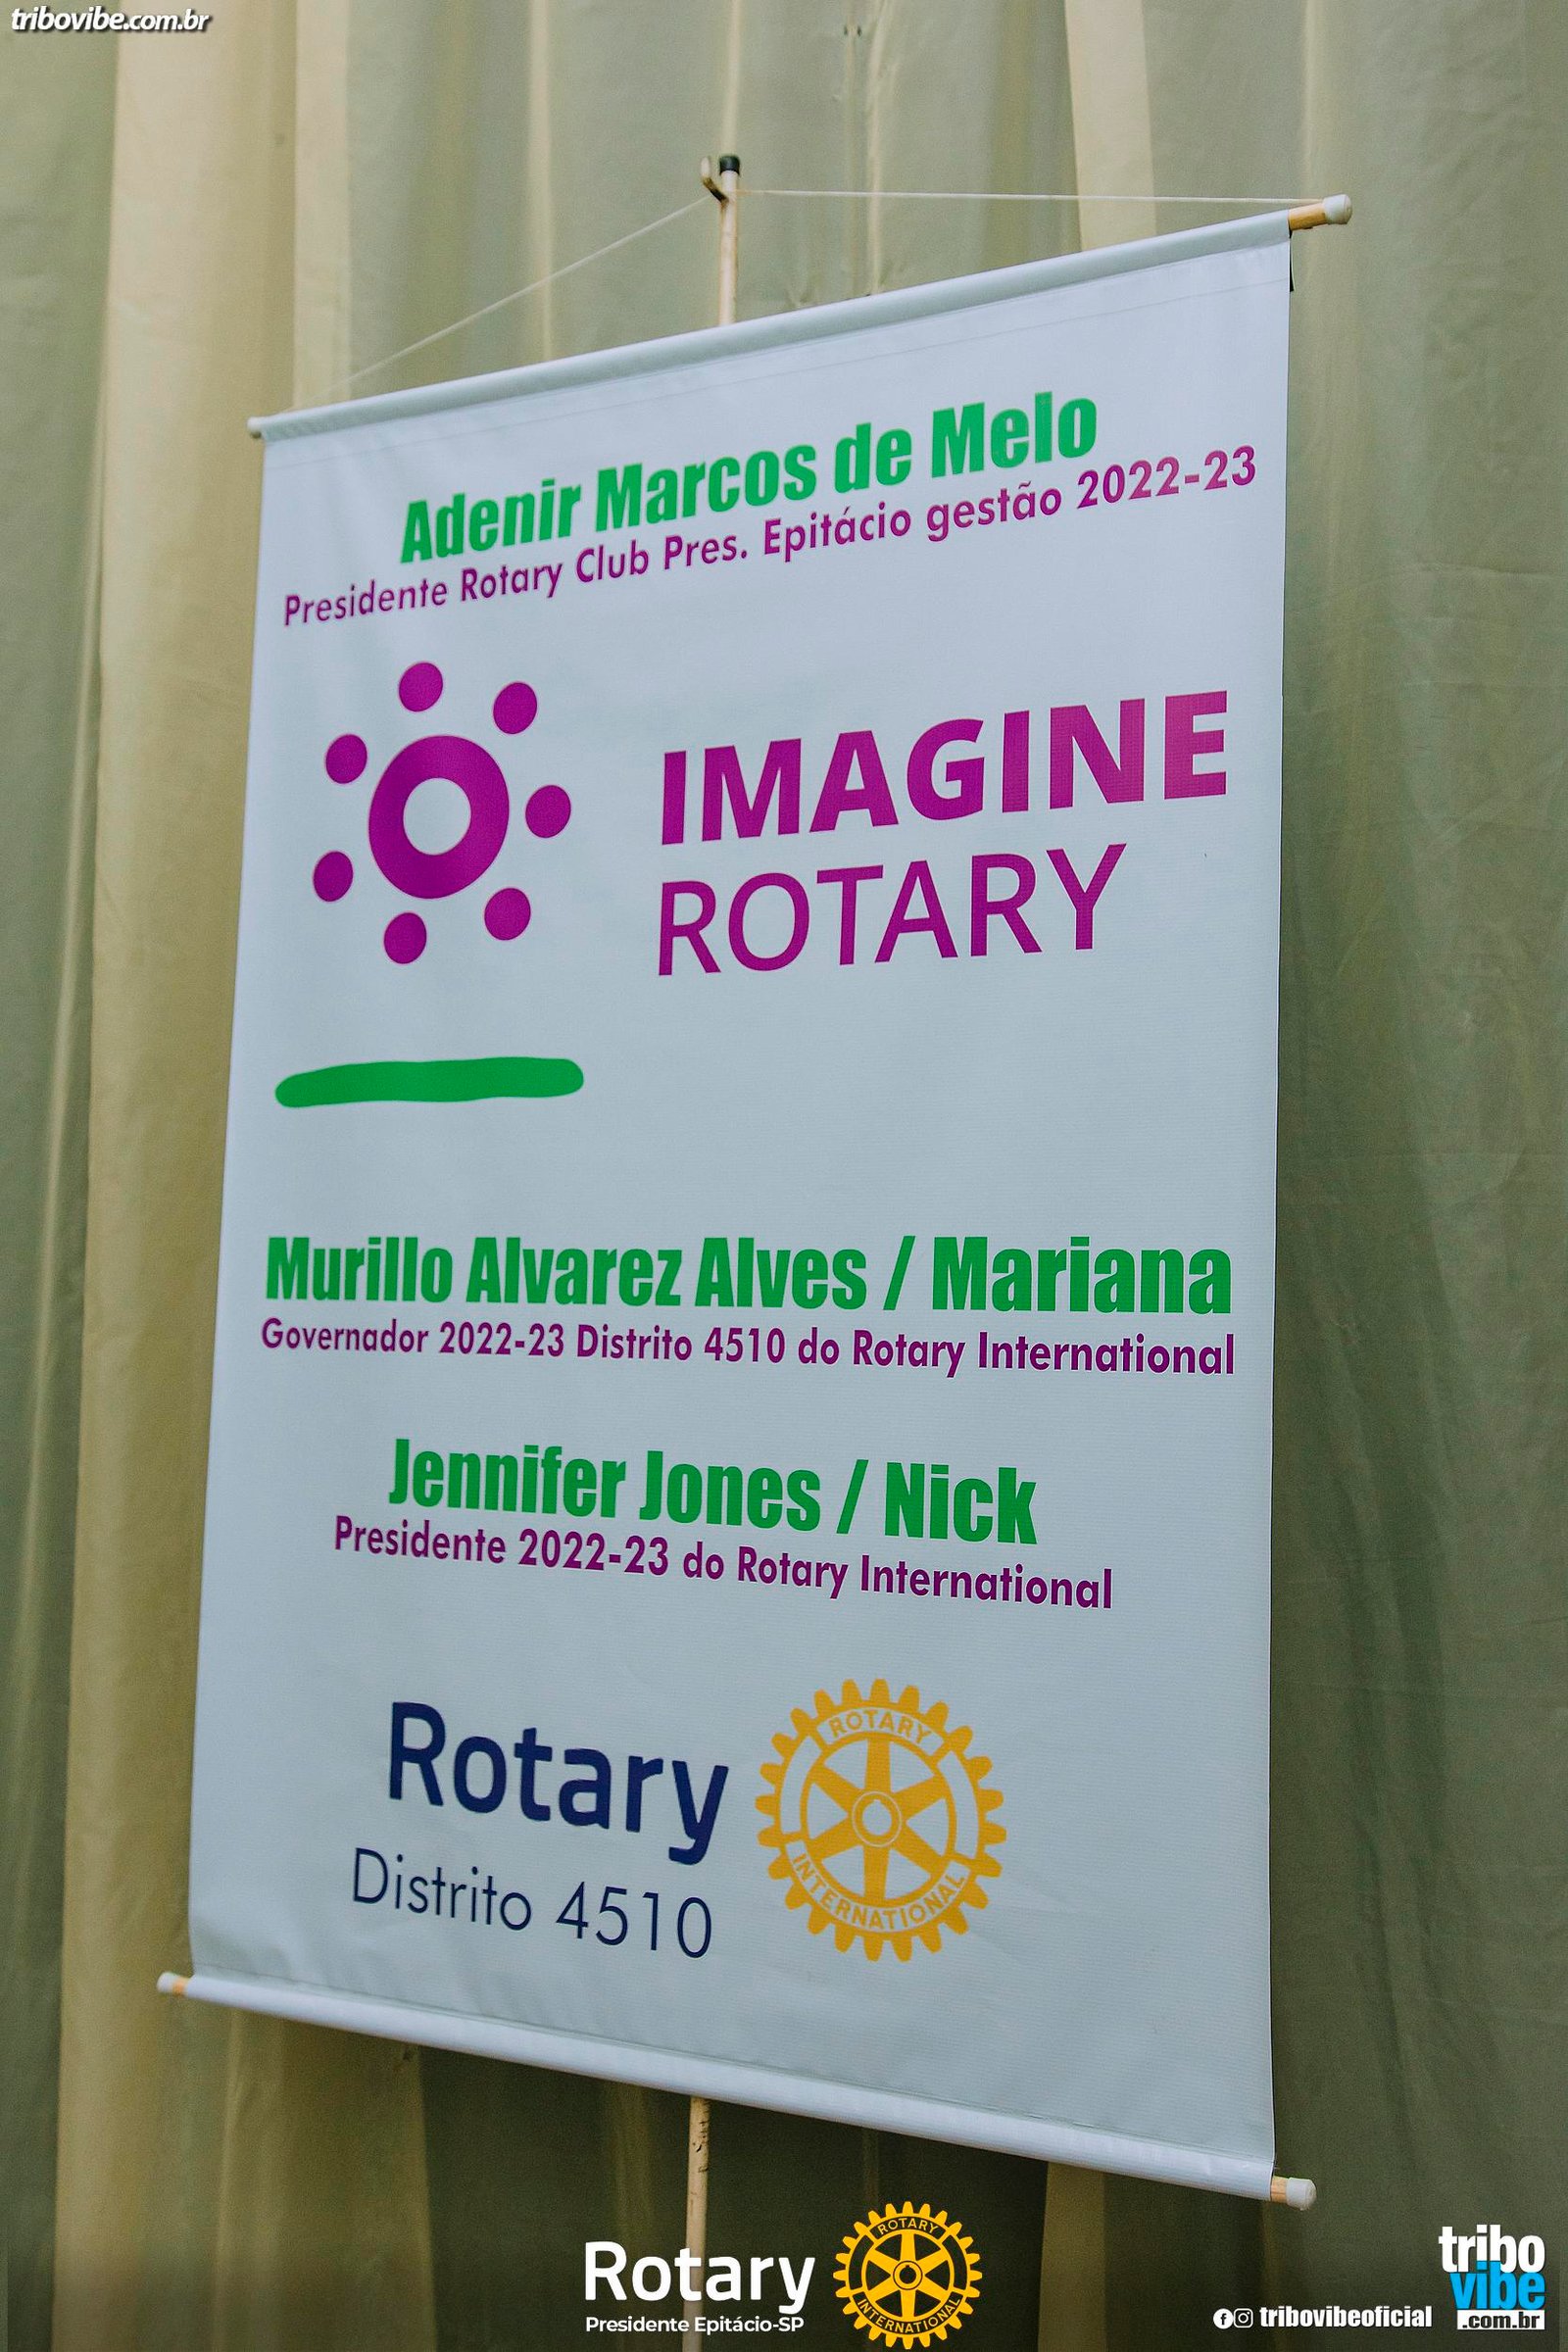 tribovibe.com.br
Adenir Marcos de Melo
Presidente Rotary Club Pres. Epitácio gestão 2022-23
IMAGINE
ROTARY
Murillo Alvarez Alves / Mariana
Governador 2022-23 Distrito 4510 do Rotary International
Jennifer Jones / Nick
Presidente 2022-23 do Rotary International
Rotary
Distrito 4510
ROTARY
INTERNATIONAL
Rotary
Presidente Epitácio-SP
ROTARY
INTERNATIONAL
tribovibeoficial
tribo
vibe
.com.br